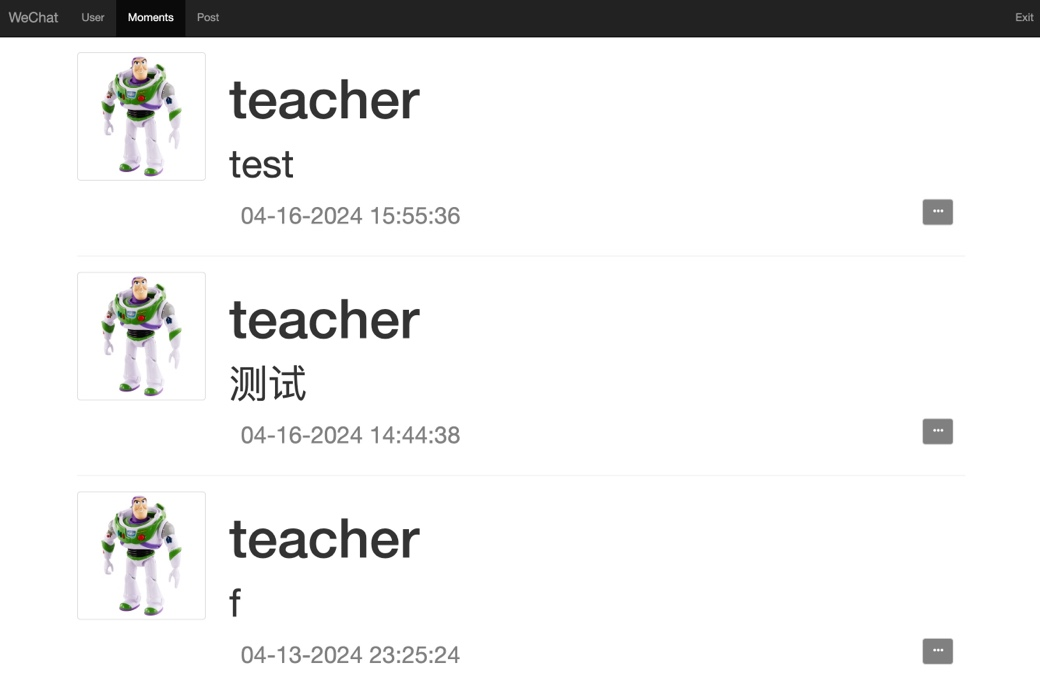 WeChat User Moments Post Exit
teacher
test
04-16-2024 15:55:36
teacher
测试
04-16-2024 14:44:38
teacher
f
04-13-2024 23:25:24